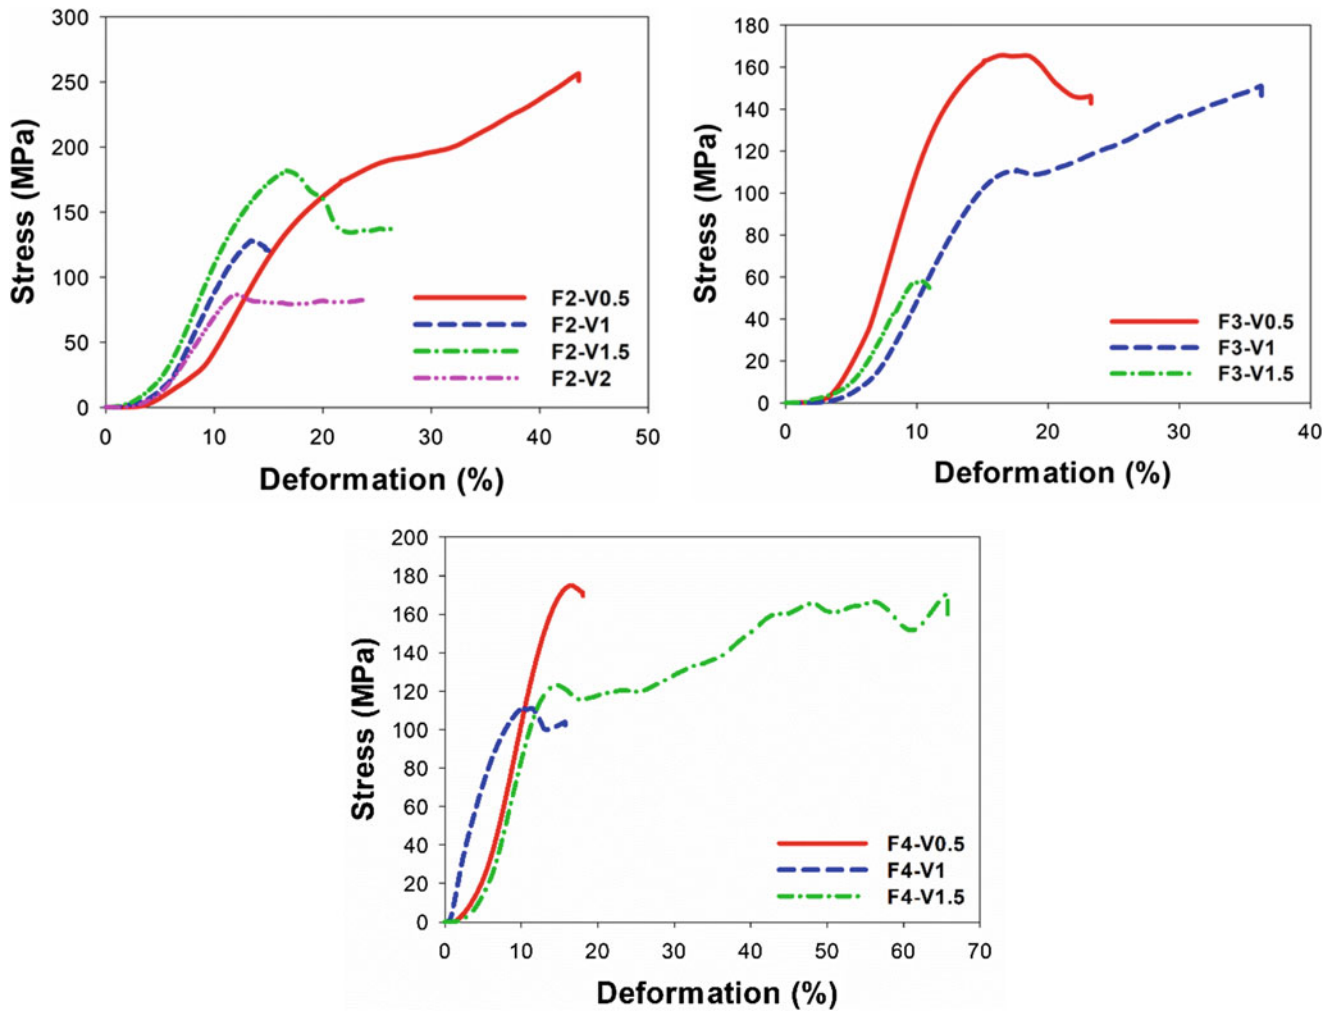 300
250
200
150
100
50
0
Stress (MPa)
F2-V0.5
F2-V1
F2-V1.5
F2-V2
0 10 20 30 40 50
Deformation (%)
180
160
140
120
100
80
60
40
20
0
Stress (MPa)
F3-V0.5
F3-V1
F3-V1.5
0 10 20 30 40
Deformation (%)
200
180
160
140
120
100
80
60
40
20
0
Stress (MPa)
F4-V0.5
F4-V1
F4-V1.5
0 10 20 30 40 50 60 70
Deformation (%)